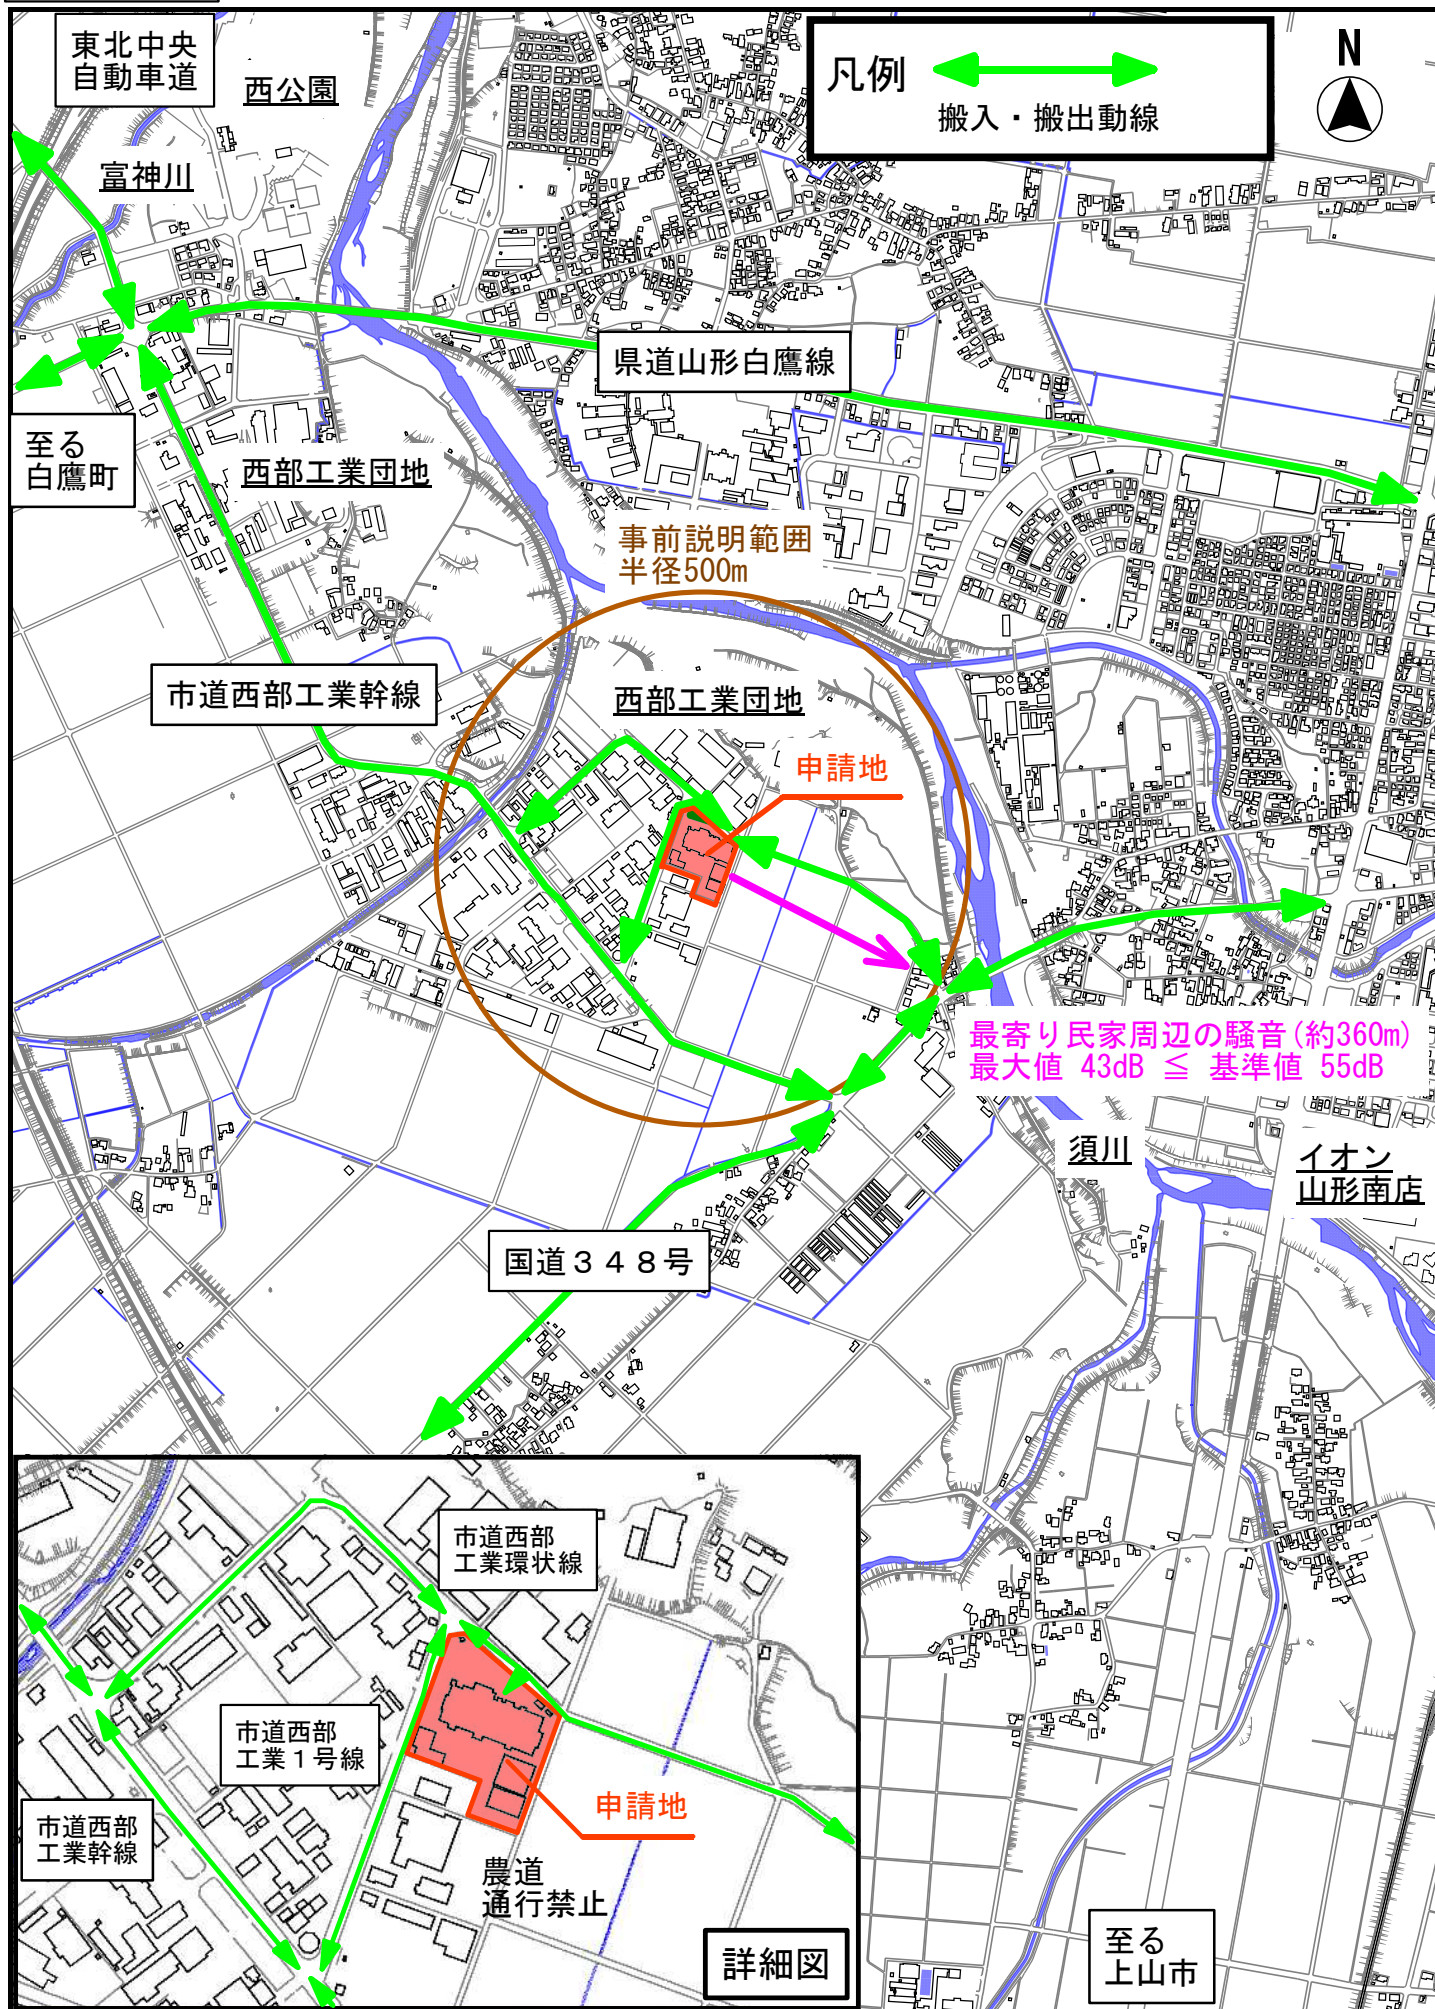 東北中央
自動車道
西公園
凡例
搬入・搬出動線
N
富神川
県道山形白鷹線
至る
白鷹町
西部工業団地
事前説明範囲
半径500m
市道西部工業幹線
西部工業団地
申請地
最寄り民家周辺の騒音(約360m)
最大値 43dB ≦ 基準値 55dB
須川
イオン
山形南店
国道348号
市道西部
工業環状線
市道西部
工業1号線
申請地
市道西部
工業幹線
農道
通行禁止
詳細図
至る
上山市